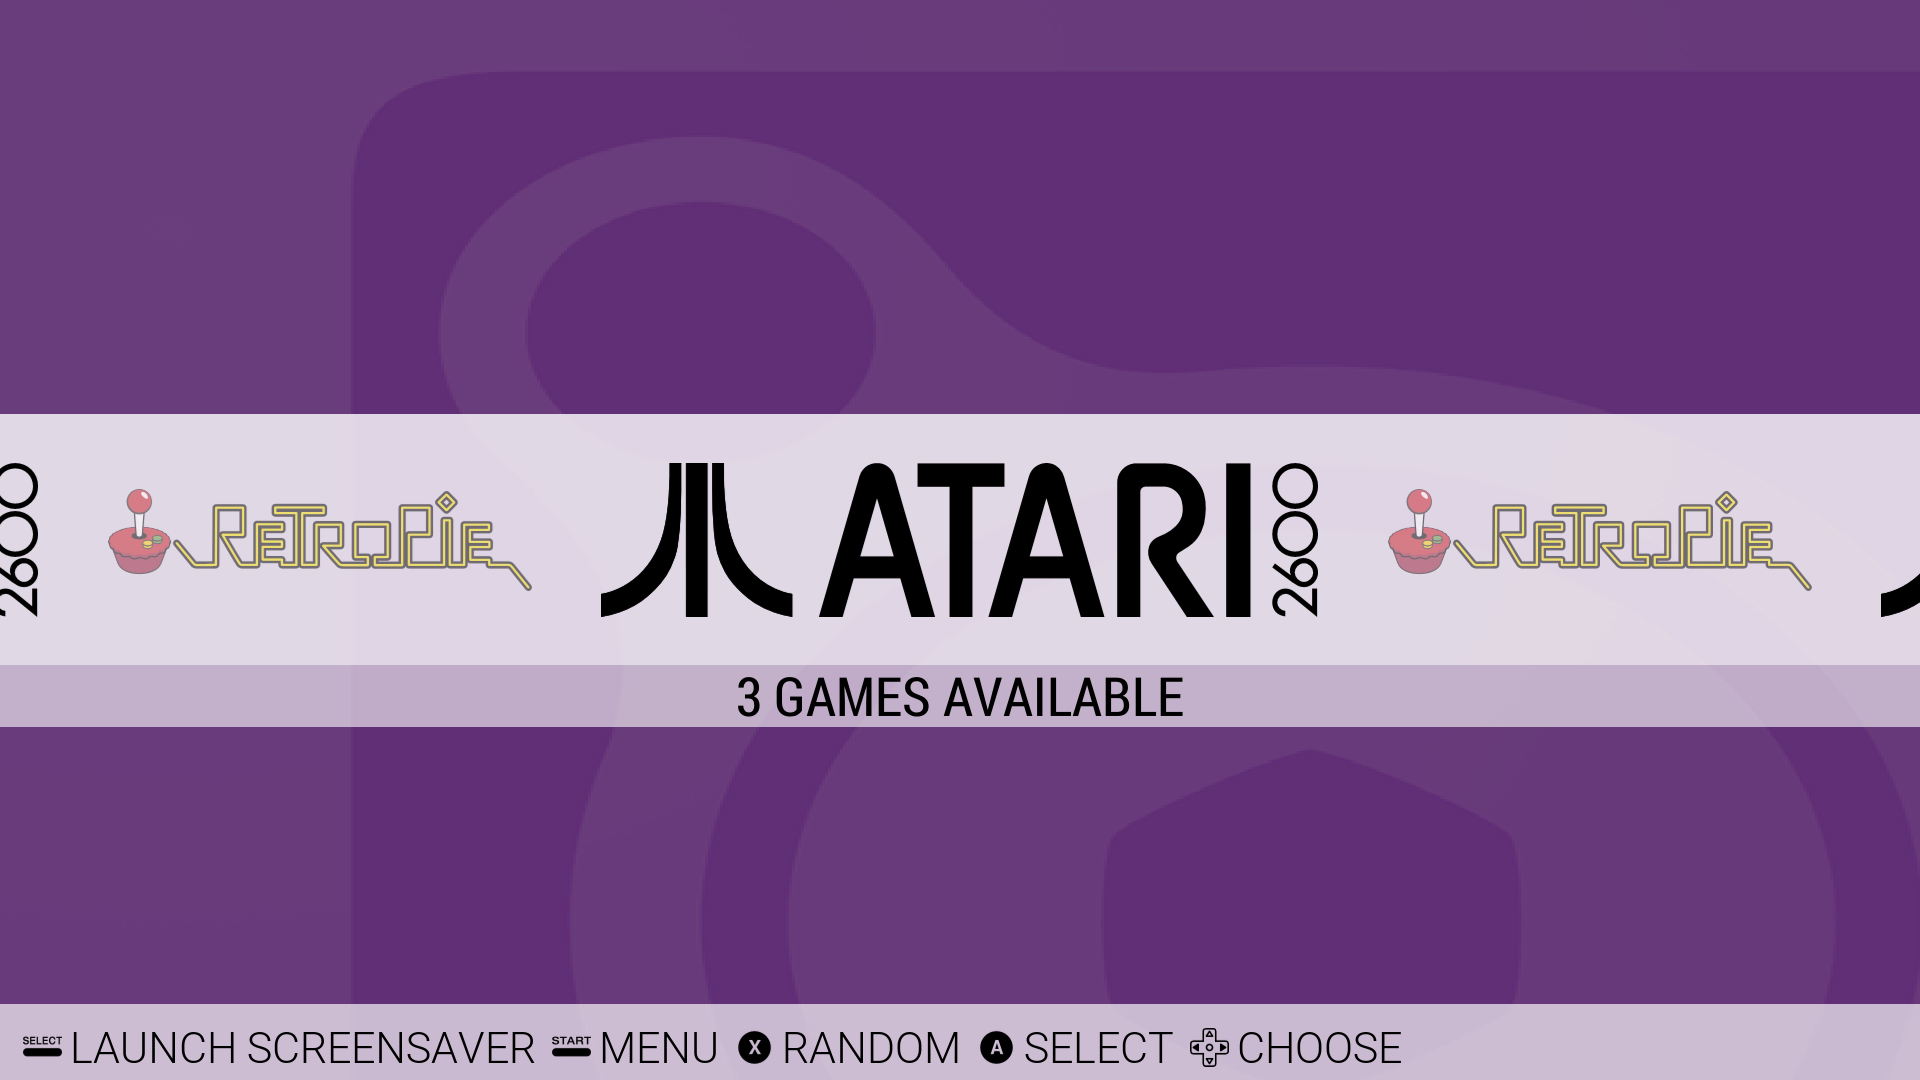 2600 RETROPIE ATARI 2600 RETROPIE
3 GAMES AVAILABLE
SELECT LAUNCH SCREENSAVER START MENU X RANDOM A SELECT CHOOSE